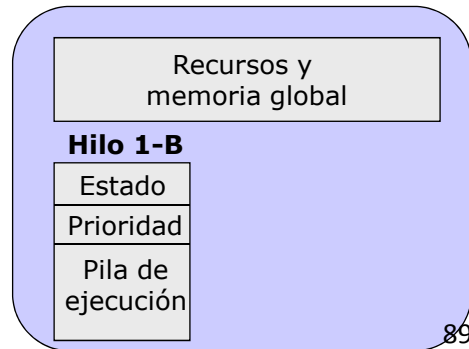 Recursos y
memoria global
Hilo 1-B
Estado
Prioridad
Pila de
ejecución
89